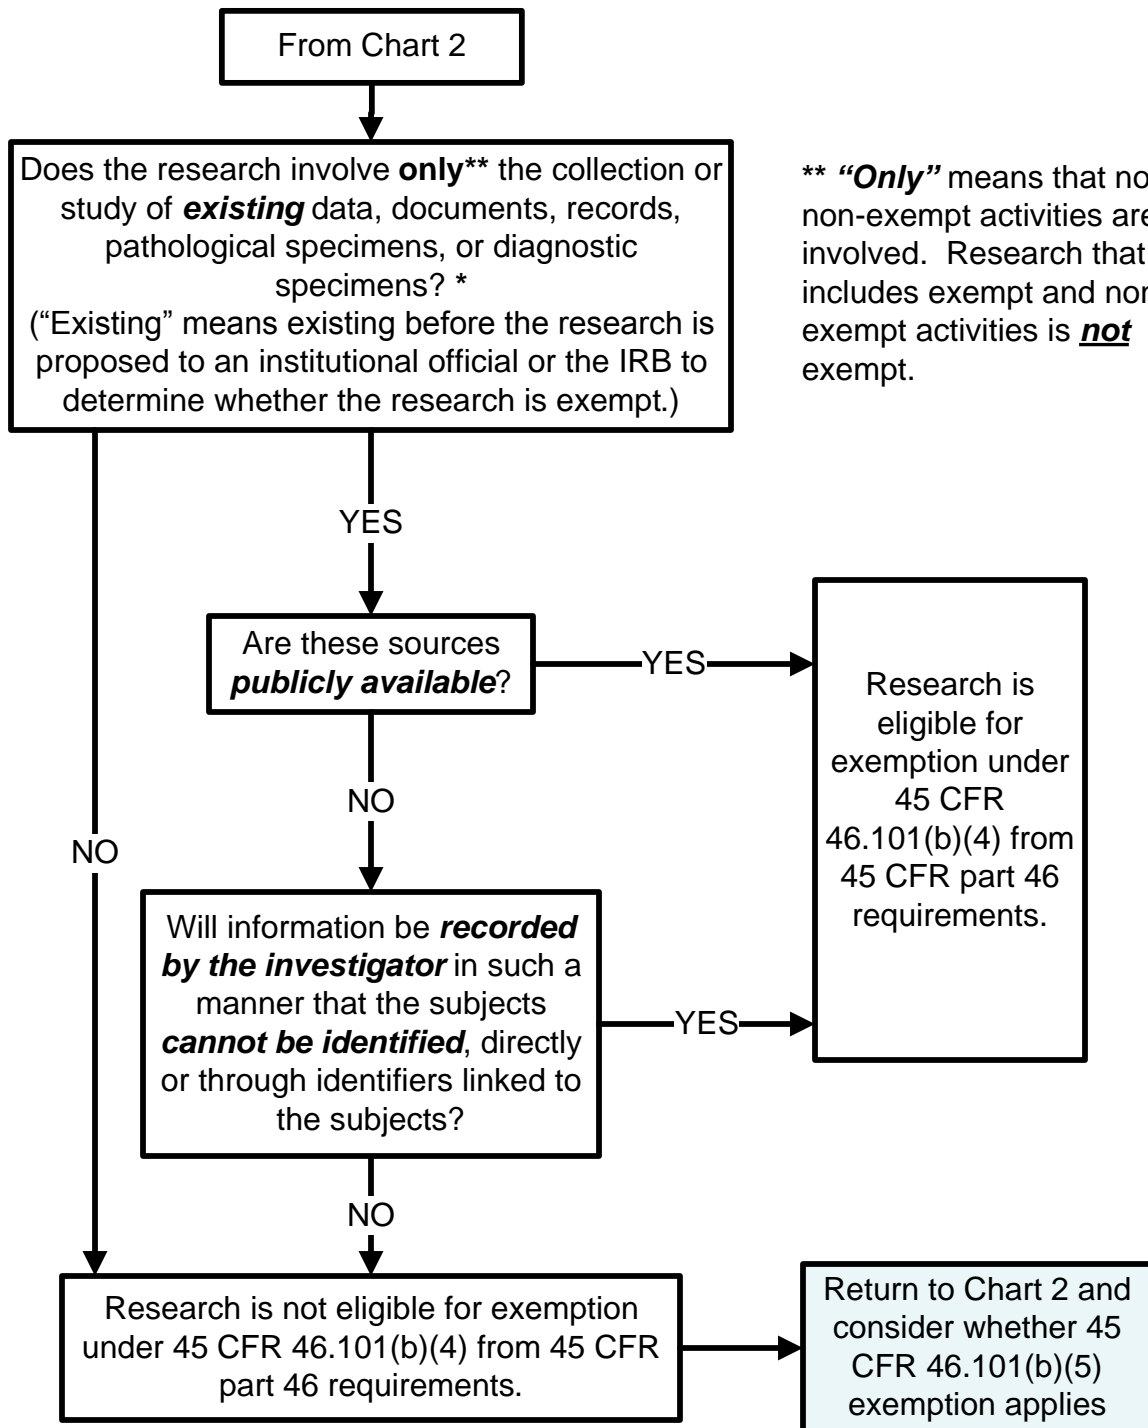 From Chart 2
Does the research involve only** the collection or
study of existing data, documents, records,
pathological specimens, or diagnostic
specimens? *
(“Existing” means existing before the research is
proposed to an institutional official or the IRB to
determine whether the research is exempt.)
** “Only” means that no
non-exempt activities are
involved.  Research that
includes exempt and non
exempt activities is not
exempt.
YES
Are these sources
publicly available?
YES
Research is
eligible for
exemption under
45 CFR
46.101(b)(4) from
45 CFR part 46
requirements.
NO
NO
Will information be recorded
by the investigator in such a
manner that the subjects
cannot be identified, directly
or through identifiers linked to
the subjects?
YES
NO
Research is not eligible for exemption
under 45 CFR 46.101(b)(4) from 45 CFR
part 46 requirements.
Return to Chart 2 and
consider whether 45
CFR 46.101(b)(5)
exemption applies